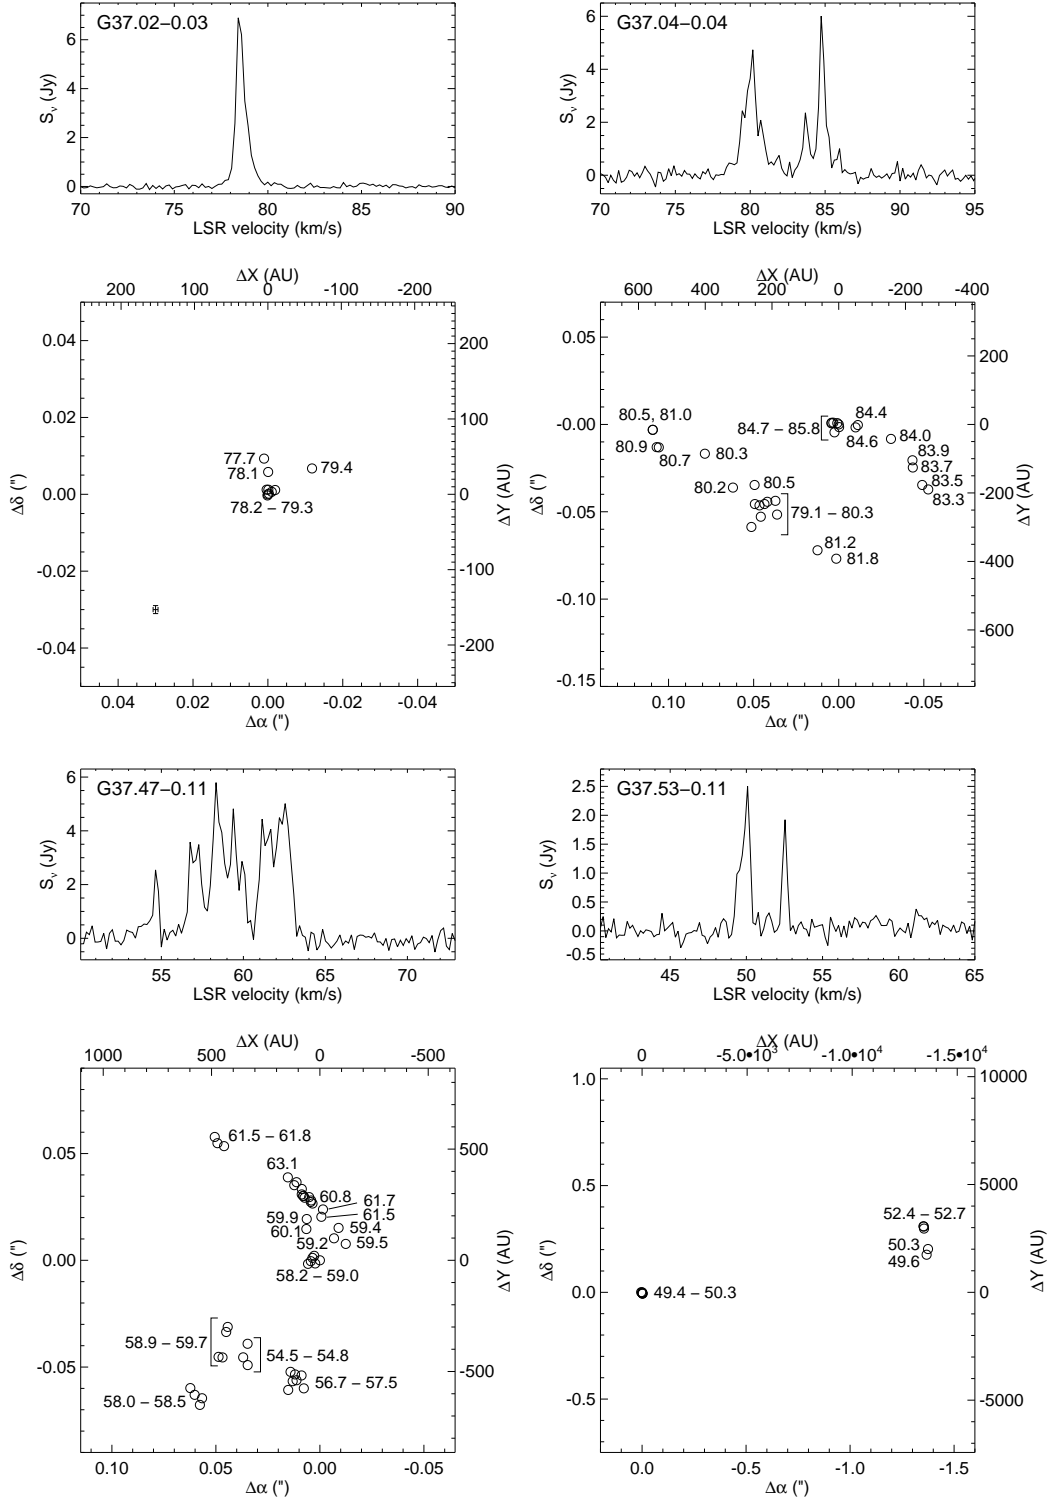 G37.02−0.03
6
4
2
0
Sν (Jy)
70 75 80 85 90
LSR velocity (km/s)
G37.04−0.04
6
4
2
0
Sν (Jy)
70 75 80 85 90 95
LSR velocity (km/s)
ΔX (AU)
200 100 0 -100 -200
0.04
0.02
0.00
-0.02
-0.04
Δδ (")
77.7
78.1
79.4
78.2 − 79.3
200
100
0
-100
-200
ΔY (AU)
0.04 0.02 0.00 -0.02 -0.04
Δα (")
ΔX (AU)
600 400 200 0 -200 -400
0.05
-0.00
-0.05
-0.10
-0.15
Δδ (")
80.5, 81.0
80.9
80.7
80.3
80.2
80.5
79.1 − 80.3
81.2
81.8
84.7 − 85.8
84.4
84.6
84.0
83.9
83.7
83.5
83.3
200
0
-200
-400
-600
ΔY (AU)
0.10 0.05 0.00 -0.05
Δα (")
G37.47−0.11
6
4
2
0
Sν (Jy)
55 60 65 70
LSR velocity (km/s)
G37.53−0.11
2.5
2.0
1.5
1.0
0.5
0.0
-0.5
Sν (Jy)
45 50 55 60 65
LSR velocity (km/s)
ΔX (AU)
1000 500 0 -500
0.05
0.00
-0.05
Δδ (")
61.5 − 61.8
63.1
60.8
61.7
61.5
59.9
60.1
59.4
59.2
59.5
58.2 − 59.0
58.9 − 59.7
54.5 − 54.8
56.7 − 57.5
58.0 − 58.5
500
0
-500
ΔY (AU)
0.10 0.05 0.00 -0.05
Δα (")
ΔX (AU)
0 -5.0•10³ -1.0•10⁴ -1.5•10⁴
1.0
0.5
0.0
-0.5
Δδ (")
52.4 − 52.7
50.3
49.6
49.4 − 50.3
10000
5000
0
-5000
ΔY (AU)
0.0 -0.5 -1.0 -1.5
Δα (")